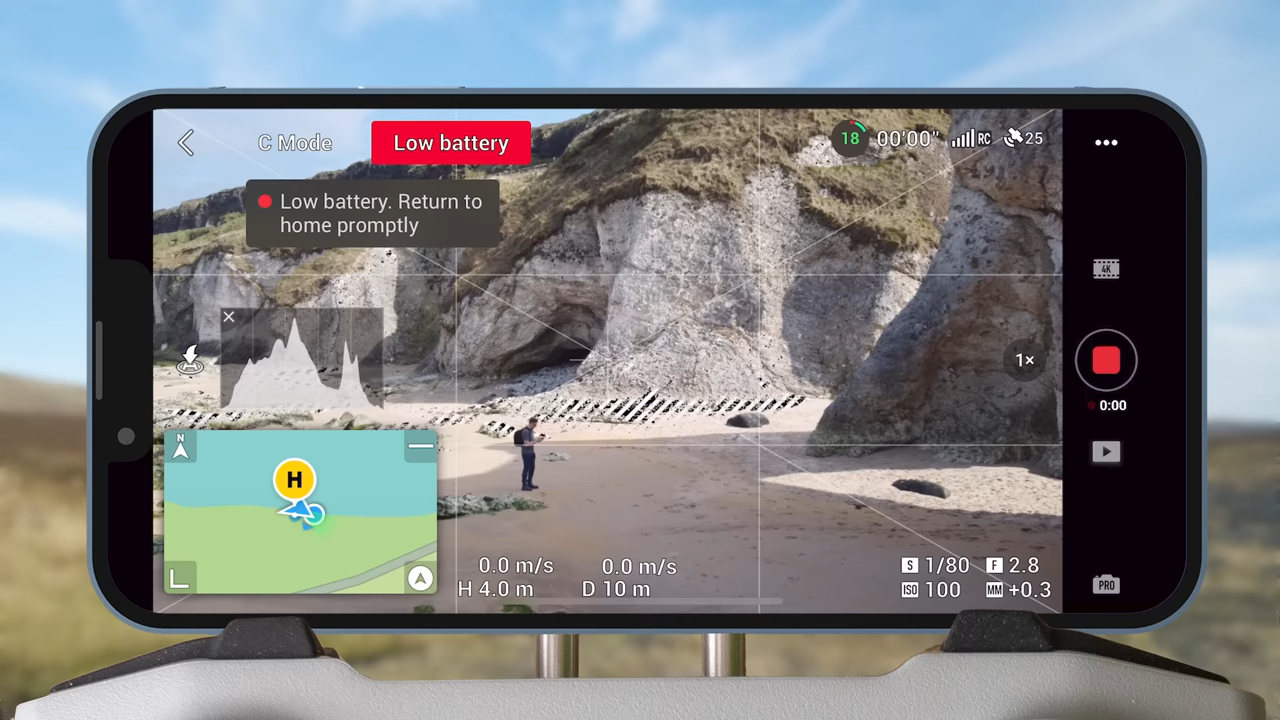 C Mode
Low battery
18 00'00" RC 25
Low battery. Return to
home promptly
4K
1×
0:00
N
H
0.0 m/s 0.0 m/s
H 4.0 m D 10 m
S 1/80 F 2.8
ISO 100 MM +0.3
PRO